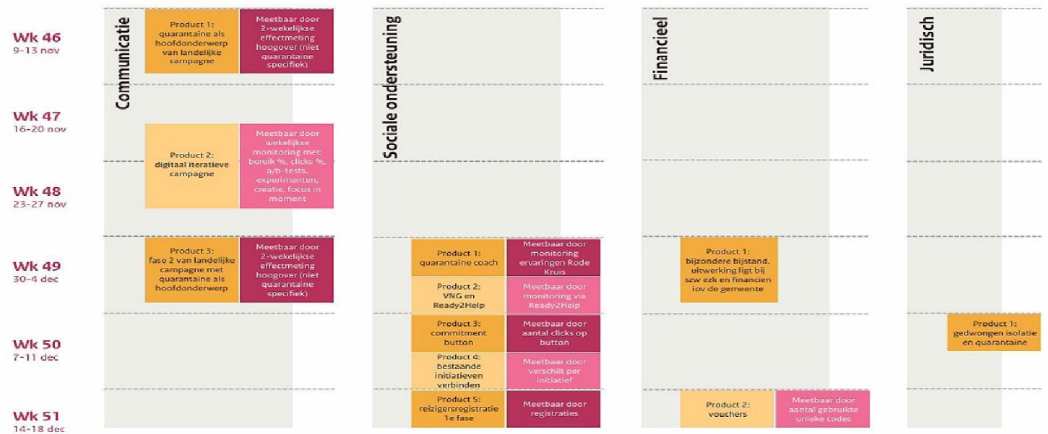 Wk 46
9-13 nov
Wk 47
16-20 nov
Wk 48
23-27 nov
Wk 49
30-4 dec
Wk 50
7-11 dec
Wk 51
14-18 dec
Communicatie
Product 1:
quarantaine als
hoofdonderwerp
van landelijke
campagne
Meetbaar door
2-wekelijkse
effectmeting
hoogover (niet
quarantaine
specifiek)
Product 2:
digitaal iteratieve
campagne
Meetbaar door
wekelijkse
monitoring met:
bereik %, clicks %,
a/b-tests,
experimenten,
creatie, focus in
moment
Product 3:
fase 2 van landelijke
campagne met
quarantaine als
hoofdonderwerp
Meetbaar door
2-wekelijkse
effectmeting
hoogover (niet
quarantaine
specifiek)
Sociale ondersteuning
Product 1:
quarantaine coach
Meetbaar door
monitoring
ervaringen Rode
Kruis
Product 2:
VNG en
Ready2Help
Meetbaar door
monitoring via
Ready2Help
Product 3:
commitment
button
Meetbaar door
aantal clicks op
button
Product 4:
bestaande
initiatieven
verbinden
Meetbaar door
verschilt per
initiatief
Product 5:
reizigersregistratie
1e fase
Meetbaar door
registraties
Financieel
Product 1:
bijzondere bijstand,
uitwerking ligt bij
szw ezk en financien
iov de gemeente
Product 2:
vouchers
Meetbaar door
aantal gebruikte
unieke codes
Juridisch
Product 1:
gedwongen isolatie
en quarantaine